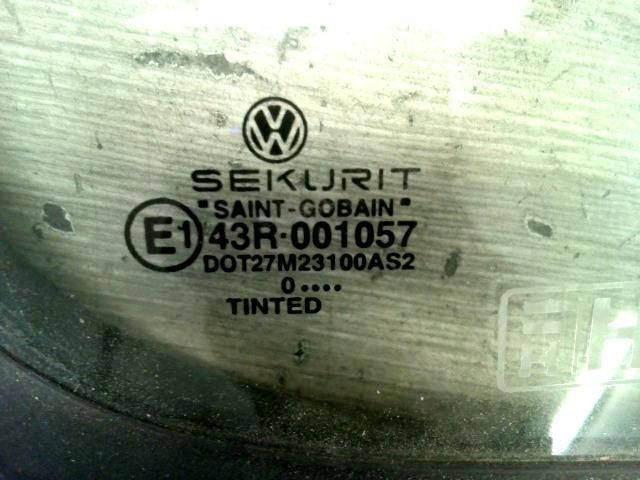 SEKURIT
"SAINT-GOBAIN"
E1 43R-001057
DOT27M23100AS2
0 ....
TINTED